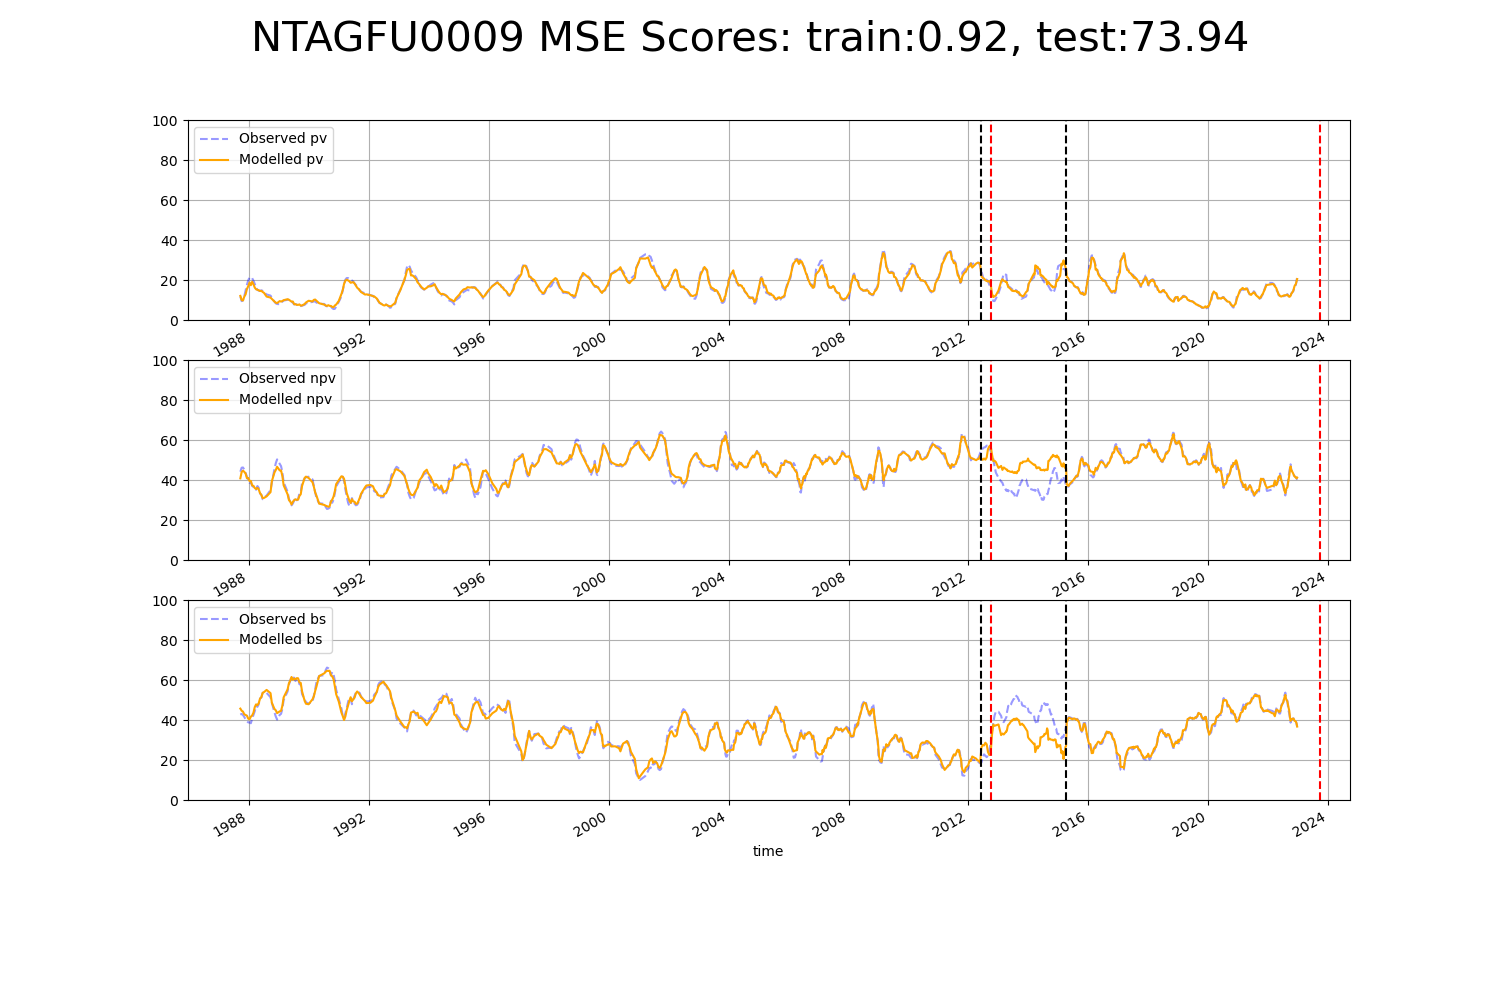 NTAGFU0009 MSE Scores: train:0.92, test:73.94
100
80
60
40
20
0
Observed pv
Modelled pv
1988 1992 1996 2000 2004 2008 2012 2016 2020 2024
100
80
60
40
20
0
Observed npv
Modelled npv
1988 1992 1996 2000 2004 2008 2012 2016 2020 2024
100
80
60
40
20
0
Observed bs
Modelled bs
1988 1992 1996 2000 2004 2008 2012 2016 2020 2024
time